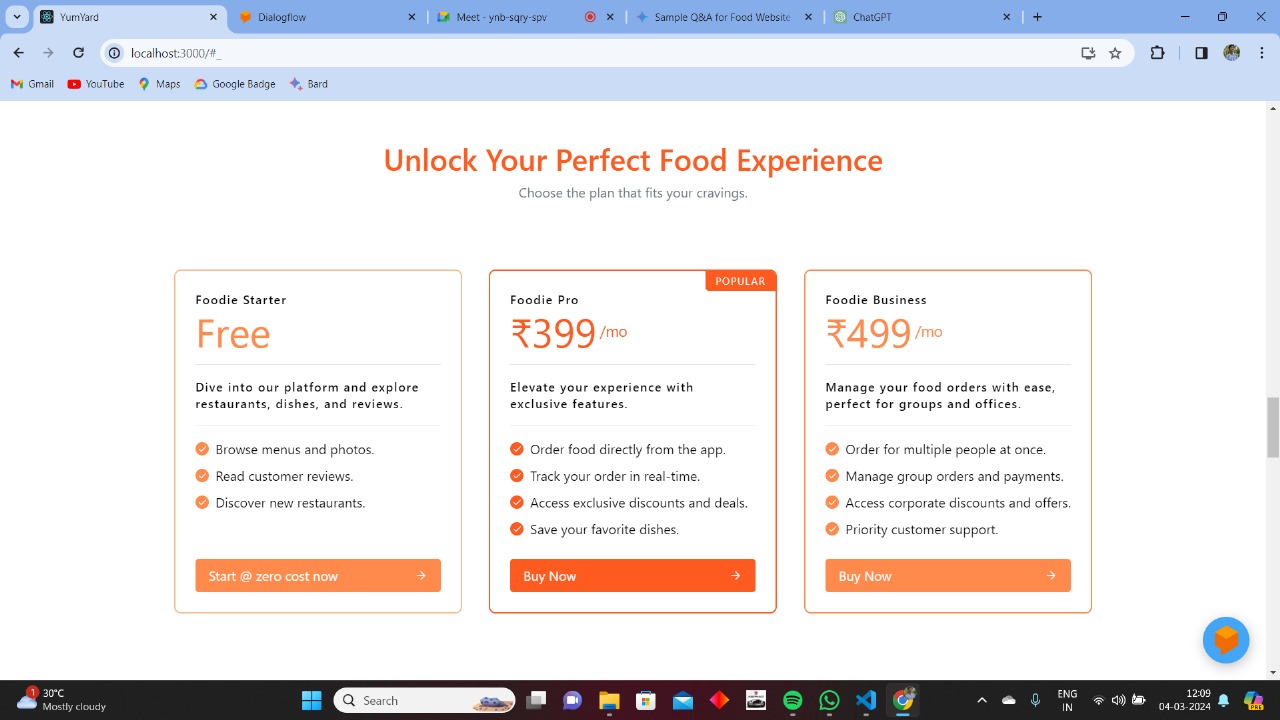 YumYard
Dialogflow
Meet - ynb-sqry-spv
Sample Q&A for Food Website
ChatGPT
localhost:3000/#_
Gmail
YouTube
Maps
Google Badge
Bard
Unlock Your Perfect Food Experience
Choose the plan that fits your cravings.
Foodie Starter
Free
Dive into our platform and explore
restaurants, dishes, and reviews.
Browse menus and photos.
Read customer reviews.
Discover new restaurants.
Start @ zero cost now
POPULAR
Foodie Pro
₹399 /mo
Elevate your experience with
exclusive features.
Order food directly from the app.
Track your order in real-time.
Access exclusive discounts and deals.
Save your favorite dishes.
Buy Now
Foodie Business
₹499 /mo
Manage your food orders with ease,
perfect for groups and offices.
Order for multiple people at once.
Manage group orders and payments.
Access corporate discounts and offers.
Priority customer support.
Buy Now
1
30°C
Mostly cloudy
Search
ENG
IN
12:09
04-03-2024
PRE